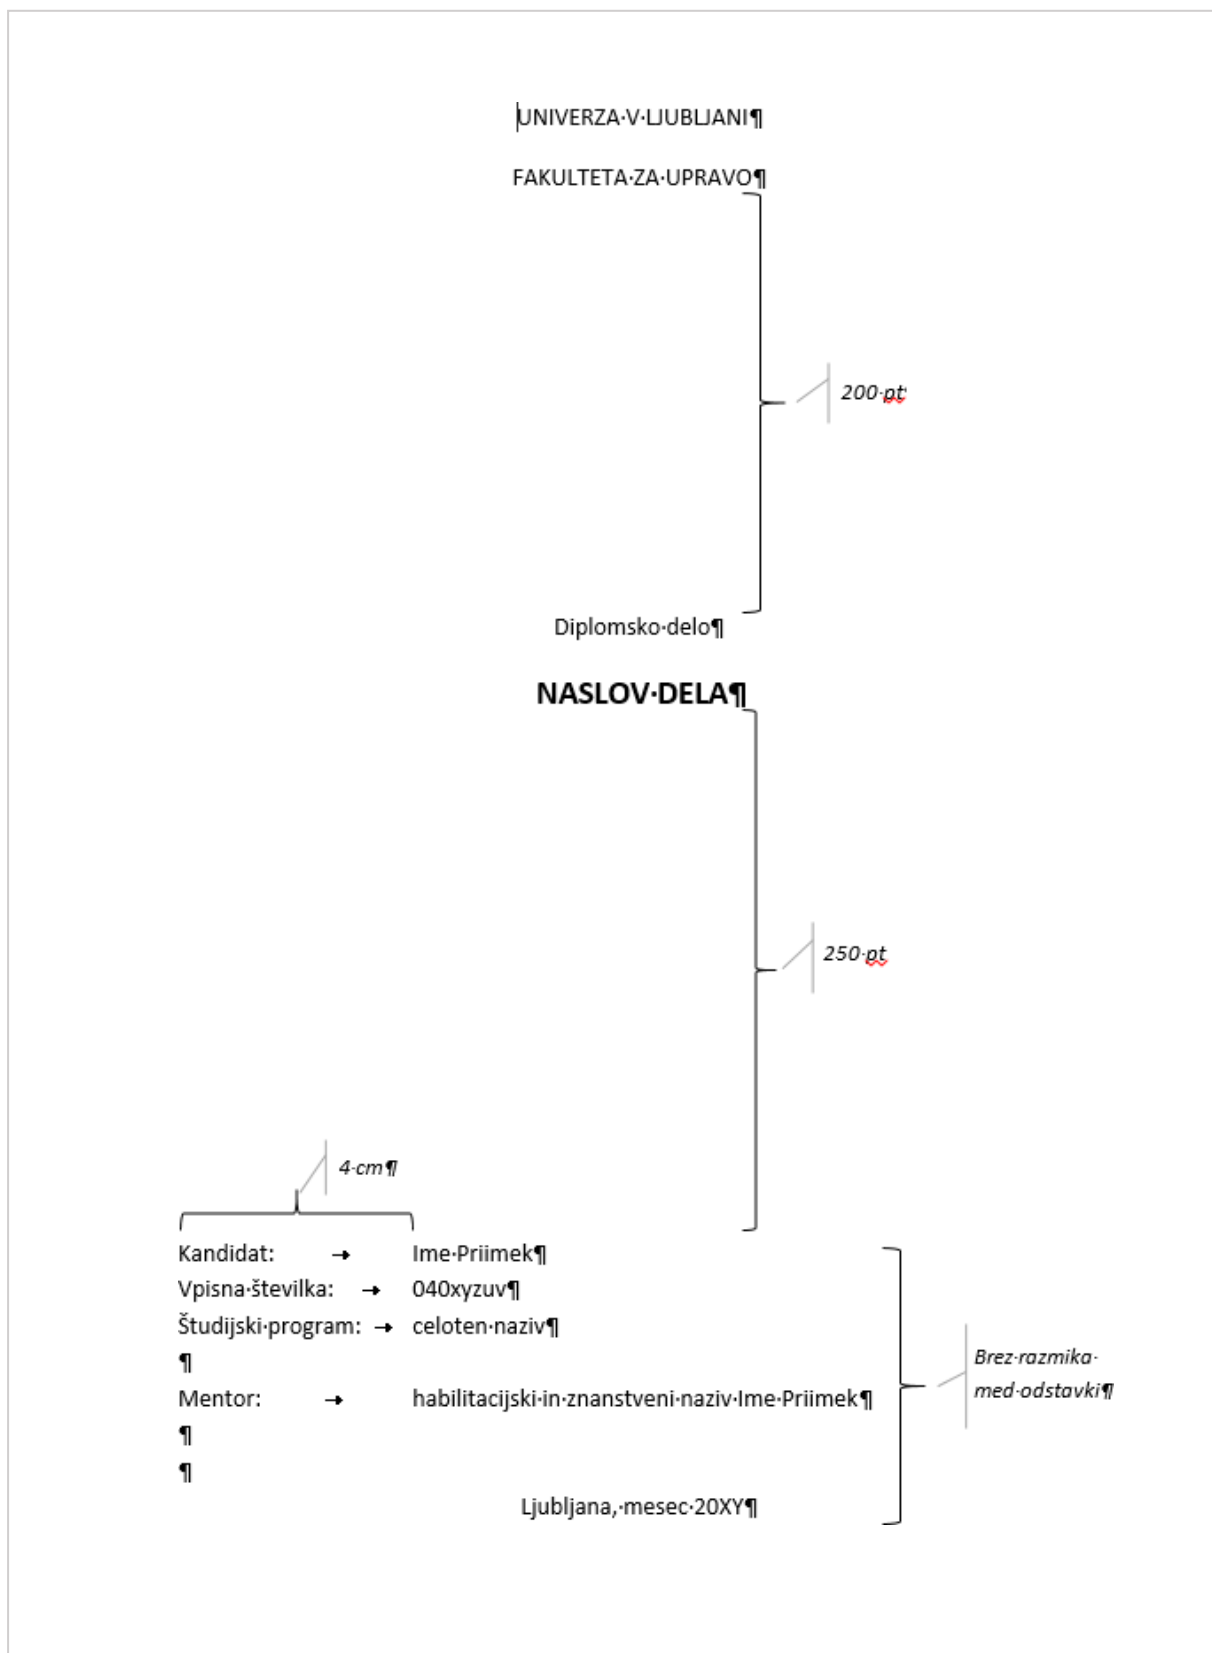 UNIVERZA·V·LJUBLJANI¶
FAKULTETA·ZA·UPRAVO¶
200·pt
Diplomsko·delo¶
NASLOV·DELA¶
250·pt
4·cm¶
Kandidat: → Ime·Priimek¶
Vpisna·številka: → 040xyzuv¶
Študijski·program: → celoten·naziv¶
¶
Brez·razmika·
med·odstavki¶
Mentor: → habilitacijski·in·znanstveni·naziv·Ime·Priimek¶
¶
¶
Ljubljana,·mesec·20XY¶